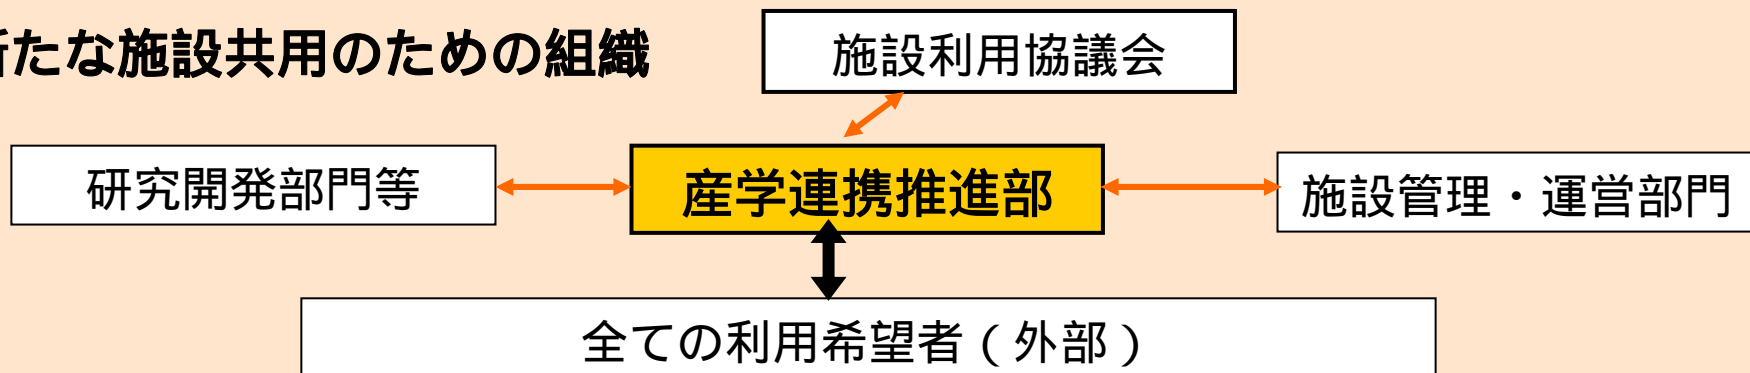 たな施設共用のための組織
施設利用協議会
研究開発部門等
産学連携推進部
施設管理・運営部門
全ての利用希望者（外部）